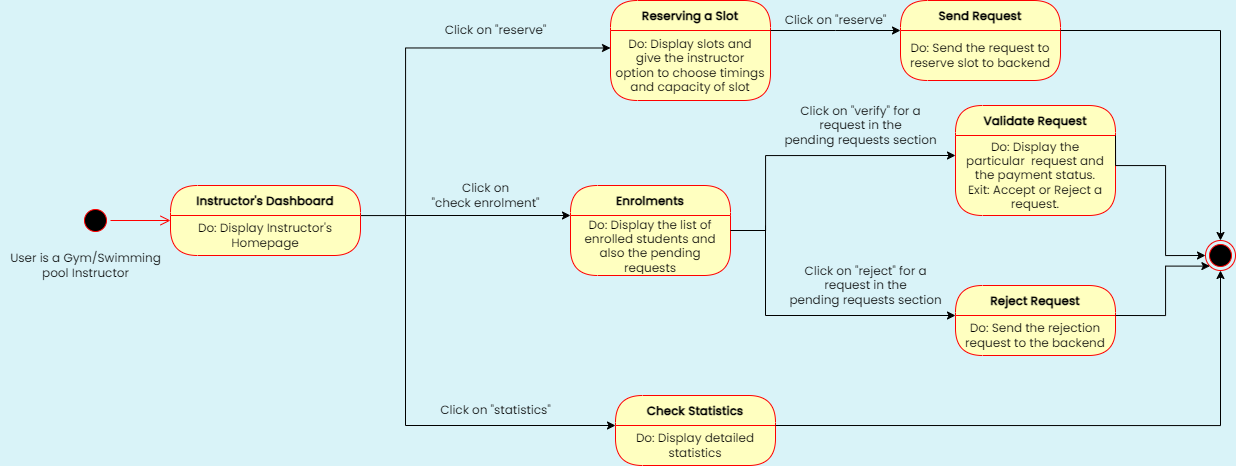 User is a Gym/Swimming
pool Instructor
Instructor's Dashboard
Do: Display Instructor's
Homepage
Click on "reserve"
Reserving a Slot
Do: Display slots and
give the instructor
option to choose timings
and capacity of slot
Click on "reserve"
Send Request
Do: Send the request to
reserve slot to backend
Click on
"check enrolment"
Enrolments
Do: Display the list of
enrolled students and
also the pending
requests
Click on "verify" for a
request in the
pending requests section
Validate Request
Do: Display the
particular request and
the payment status.
Exit: Accept or Reject a
request.
Click on "reject" for a
request in the
pending requests section
Reject Request
Do: Send the rejection
request to the backend
Click on "statistics"
Check Statistics
Do: Display detailed
statistics